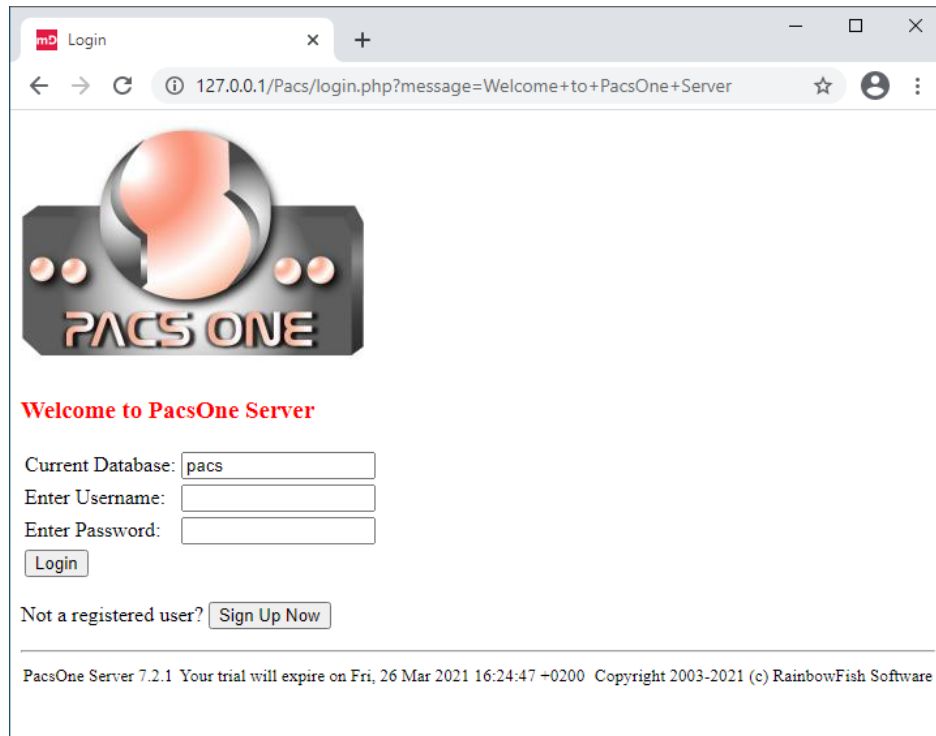 mD Login
127.0.0.1/Pacs/login.php?message=Welcome+to+PacsOne+Server
PACS ONE
Welcome to PacsOne Server
Current Database: pacs
Enter Username:
Enter Password:
Login
Not a registered user? Sign Up Now
PacsOne Server 7.2.1 Your trial will expire on Fri, 26 Mar 2021 16:24:47 +0200 Copyright 2003-2021 (c) RainbowFish Software